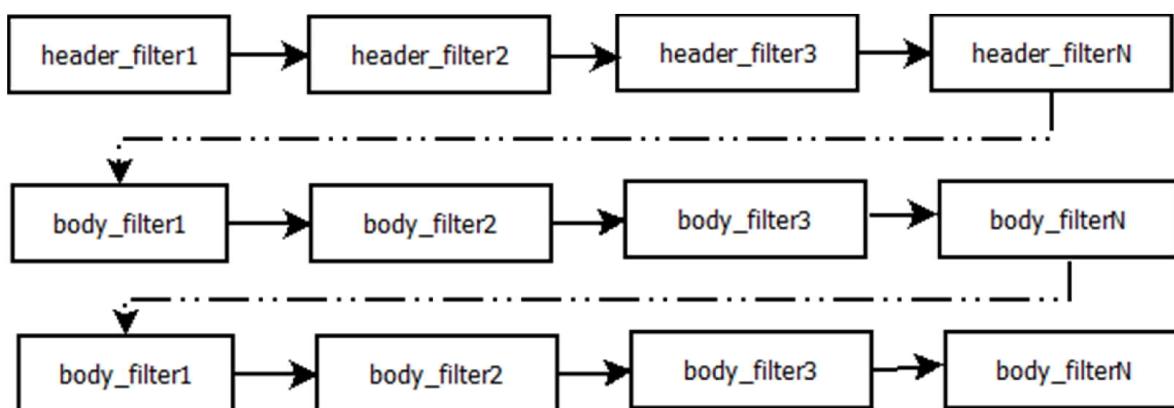 header_filter1
header_filter2
header_filter3
header_filterN
body_filter1
body_filter2
body_filter3
body_filterN
body_filter1
body_filter2
body_filter3
body_filterN